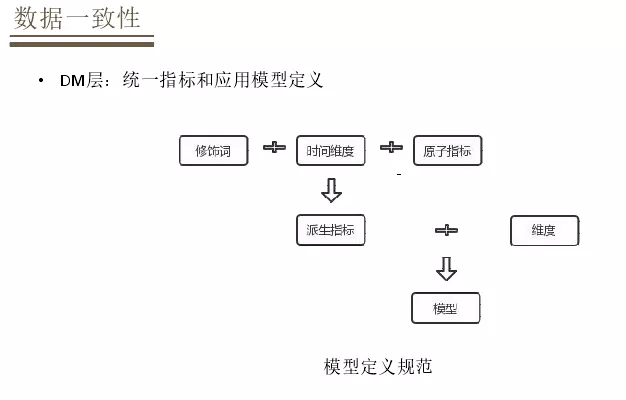 数据一致性
• DM层：统一指标和应用模型定义
修饰词 时间维度 原子指标
派生指标 维度
模型
模型定义规范